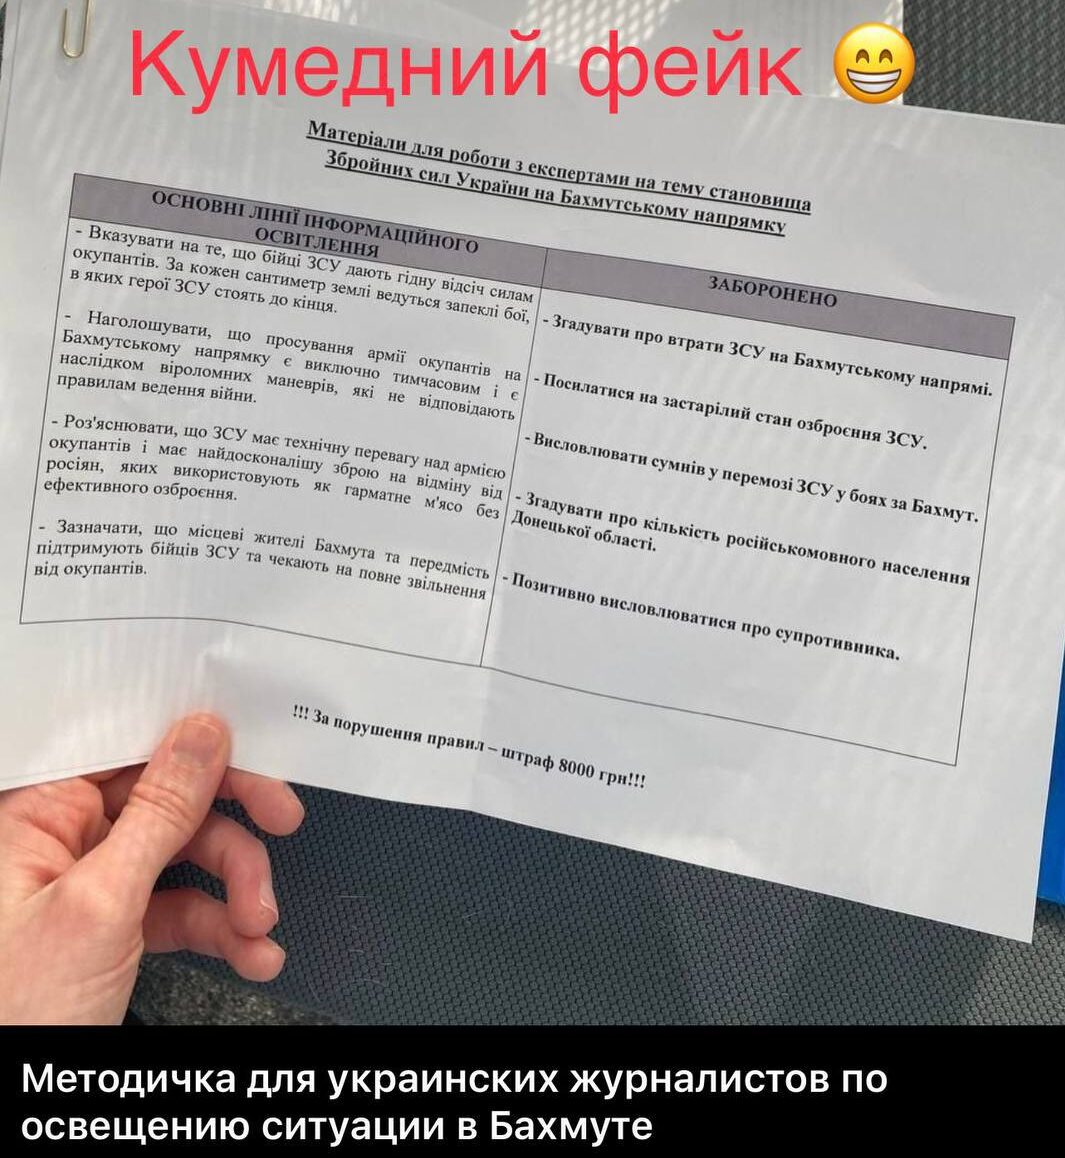 Кумедний фейк 😁
Матеріали для роботи з експертами на тему становища
Збройних сил України на Бахмутському напрямку
ОСНОВНІ ЛІНІЇ ІНФОРМАЦІЙНОГО
ОСВІТЛЕННЯ
- Вказувати на те, що бійці ЗСУ дають гідну відсіч силам
окупантів. За кожен сантиметр землі ведуться запеклі бої,
в яких герої ЗСУ стоять до кінця.
- Наголошувати, що просування армії окупантів на
Бахмутському напрямку є виключно тимчасовим і є
наслідком віроломних маневрів, які не відповідають
правилам ведення війни.
- Роз'яснювати, що ЗСУ має технічну перевагу над армією
окупантів і має найдосконалішу зброю на відміну від
росіян, яких використовують як гарматне м'ясо без
ефективного озброєння.
- Зазначати, що місцеві жителі Бахмута та передмість
підтримують бійців ЗСУ та чекають на повне звільнення
від окупантів.
ЗАБОРОНЕНО
- Згадувати про втрати ЗСУ на Бахмутському напрямі.
- Посилатися на застарілий стан озброєння ЗСУ.
- Висловлювати сумнів у перемозі ЗСУ у боях за Бахмут.
- Згадувати про кількість російськомовного населення
Донецької області.
- Позитивно висловлюватися про супротивника.
!!! За порушення правил – штраф 8000 грн!!!
Методичка для украинских журналистов по
освещению ситуации в Бахмуте